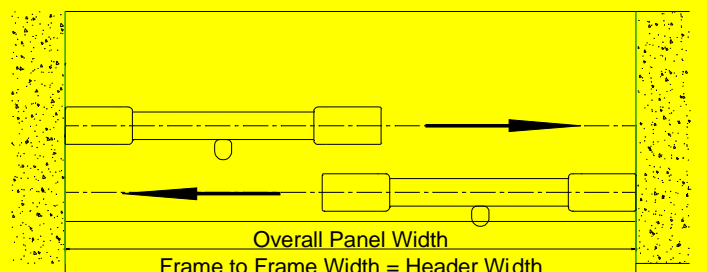 Overall Panel Width
Frame to Frame Width = Header Width